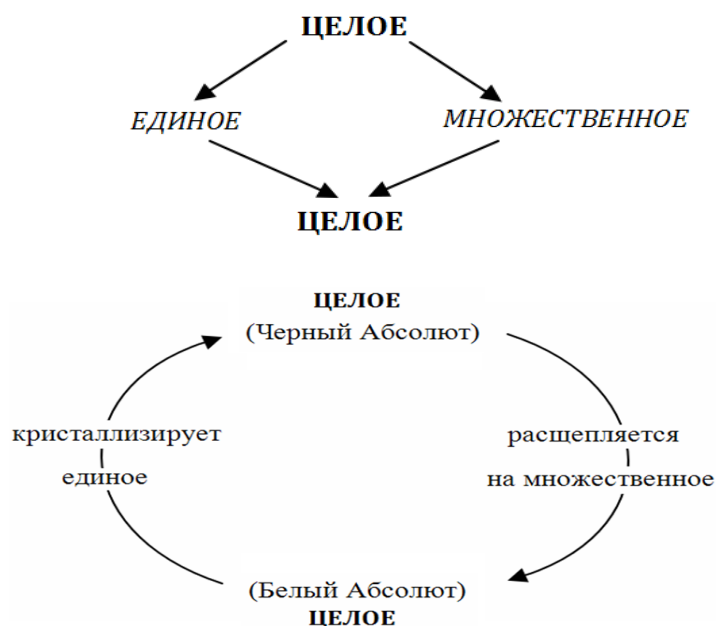 ЦЕЛОЕ
ЕДИНОЕ
МНОЖЕСТВЕННОЕ
ЦЕЛОЕ
ЦЕЛОЕ
(Черный Абсолют)
кристаллизирует
единое
расщепляется
на множественное
(Белый Абсолют)
ЦЕЛОЕ